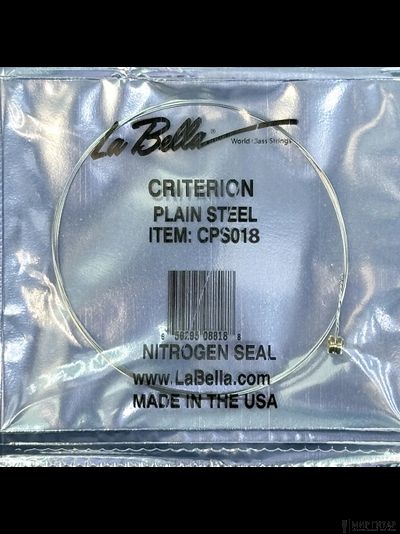 La Bella®
World Class Strings
CRITERION
PLAIN STEEL
ITEM: CPS018
NITROGEN SEAL
www.LaBella.com
MADE IN THE USA